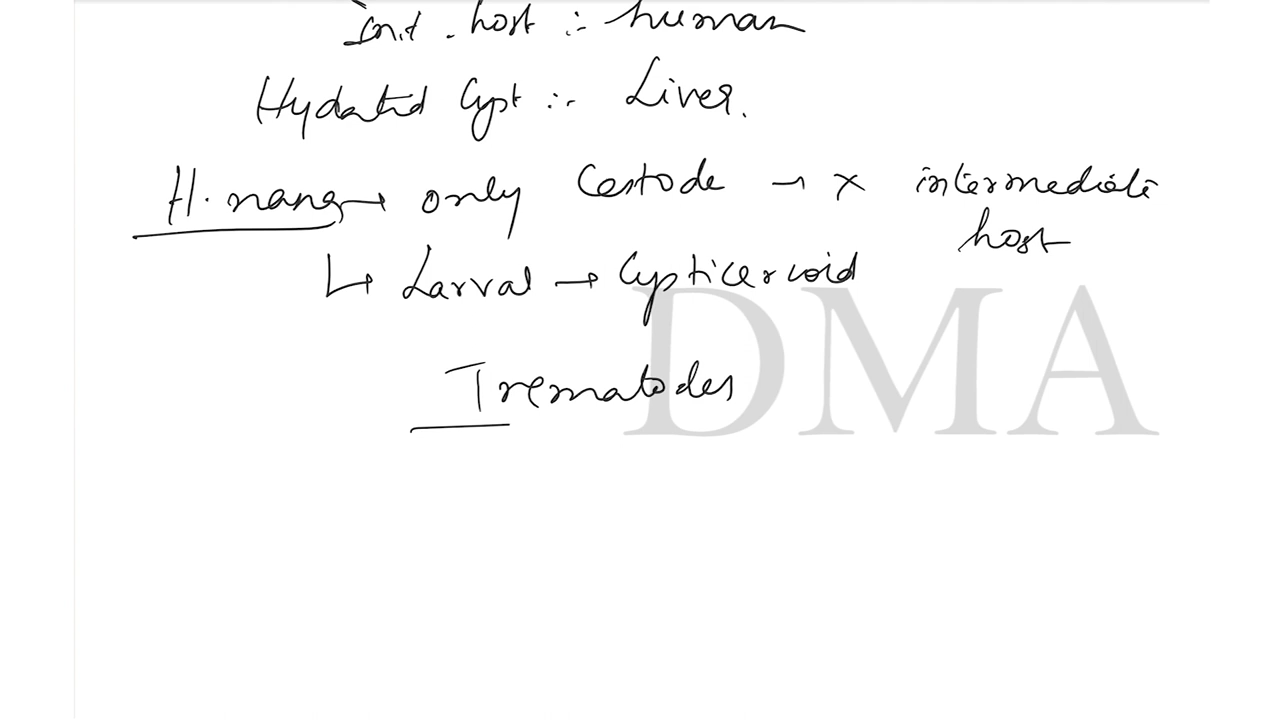 Int. host :- human
Hydatid Cyst :- Liver.
H. nana → only Cestode → x intermediate
host
↳ Larval → Cysticercoid
DMA
Trematodes